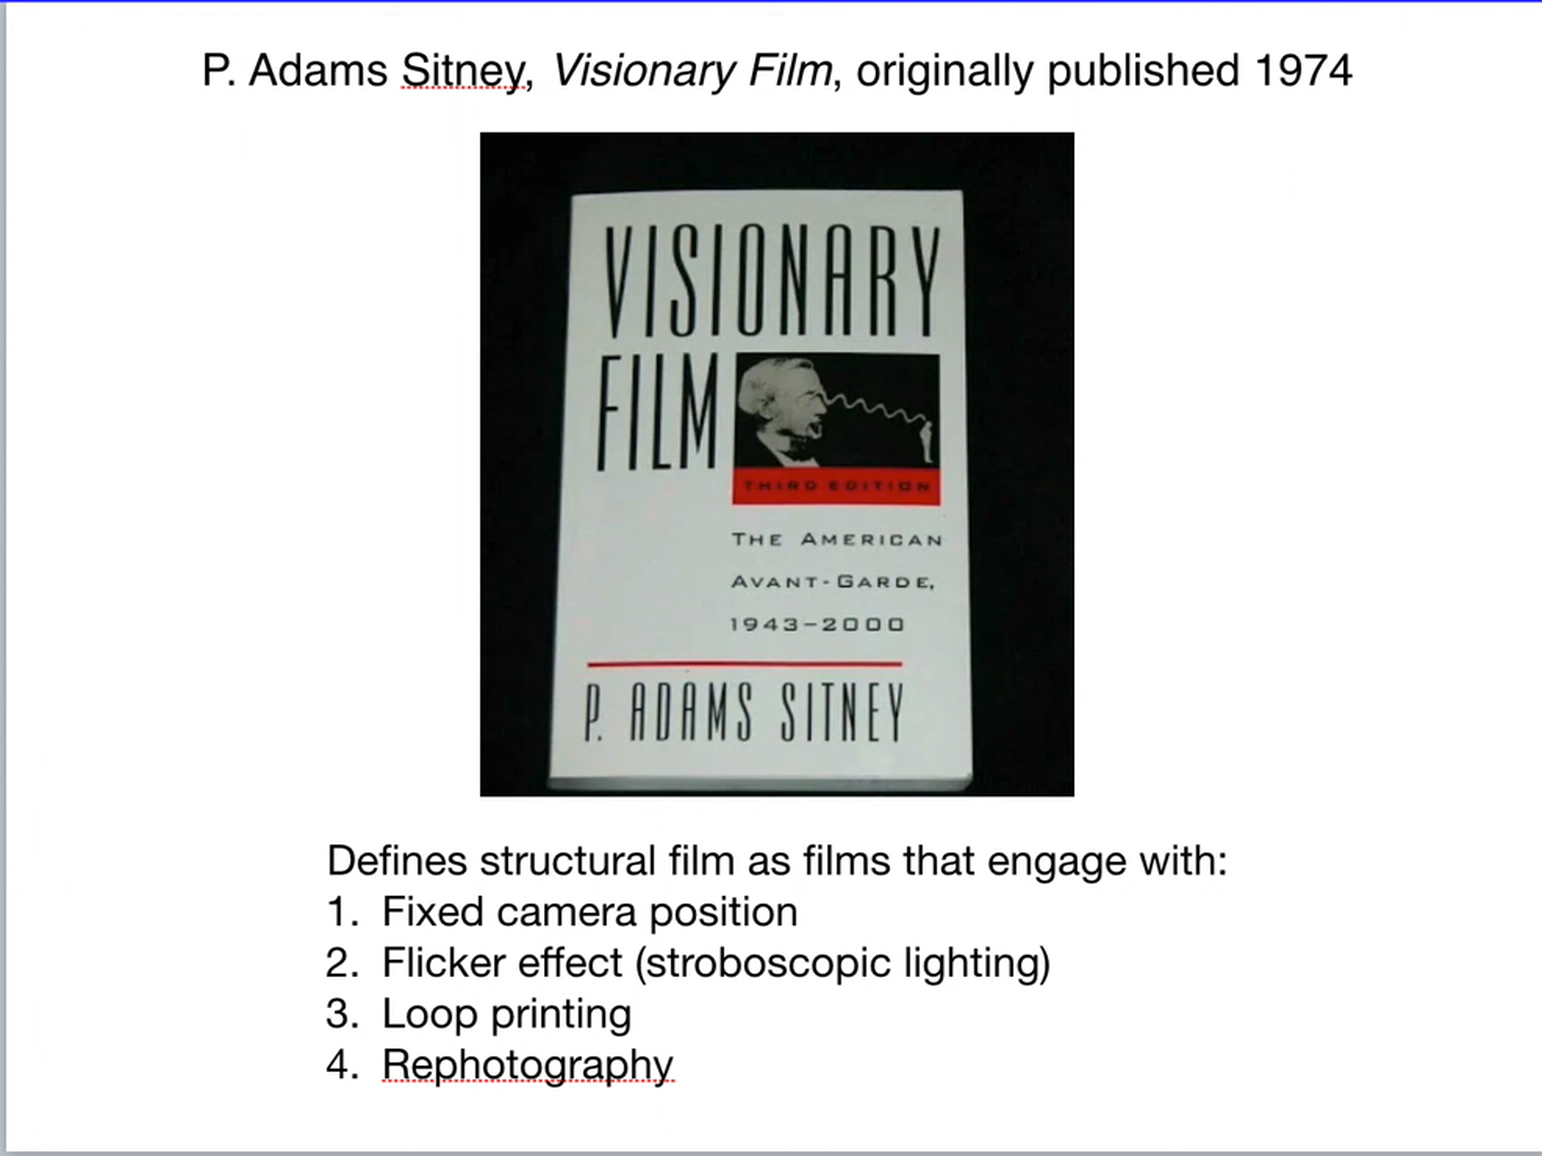 P. Adams Sitney, Visionary Film, originally published 1974
VISIONARY
FILM
THIRD EDITION
THE AMERICAN
AVANT-GARDE,
1943–2000
P. ADAMS SITNEY
Defines structural film as films that engage with:
1. Fixed camera position
2. Flicker effect (stroboscopic lighting)
3. Loop printing
4. Rephotography